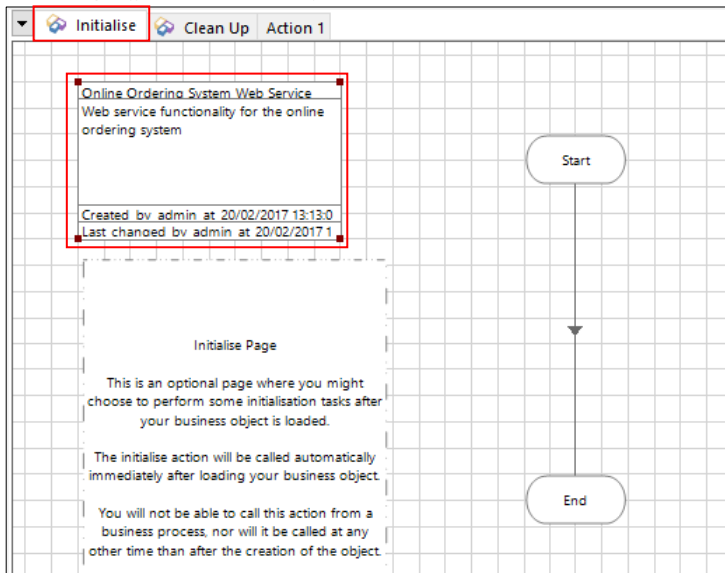 Initialise
Clean Up
Action 1
Online Ordering System Web Service
Web service functionality for the online
ordering system
Created by admin at 20/02/2017 13:13:0
Last changed by admin at 20/02/2017 1
Start
Initialise Page
This is an optional page where you might
choose to perform some initialisation tasks after
your business object is loaded.
The initialise action will be called automatically
immediately after loading your business object.
You will not be able to call this action from a
business process, nor will it be called at any
other time than after the creation of the object.
End